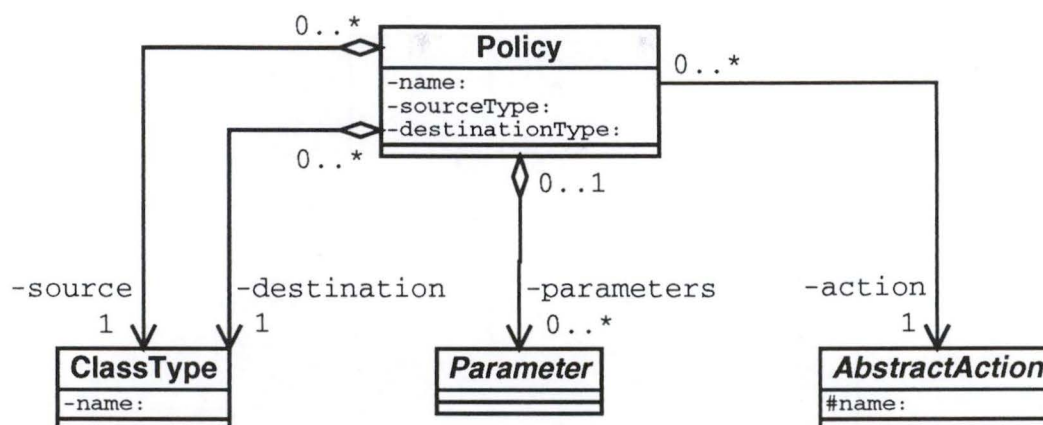 0..*
Policy
0..*
-name:
-sourceType:
-destinationType:
0..*
0..1
-source
-destination
-parameters
-action
1
1
0..*
1
ClassType
Parameter
AbstractAction
-name:
#name: